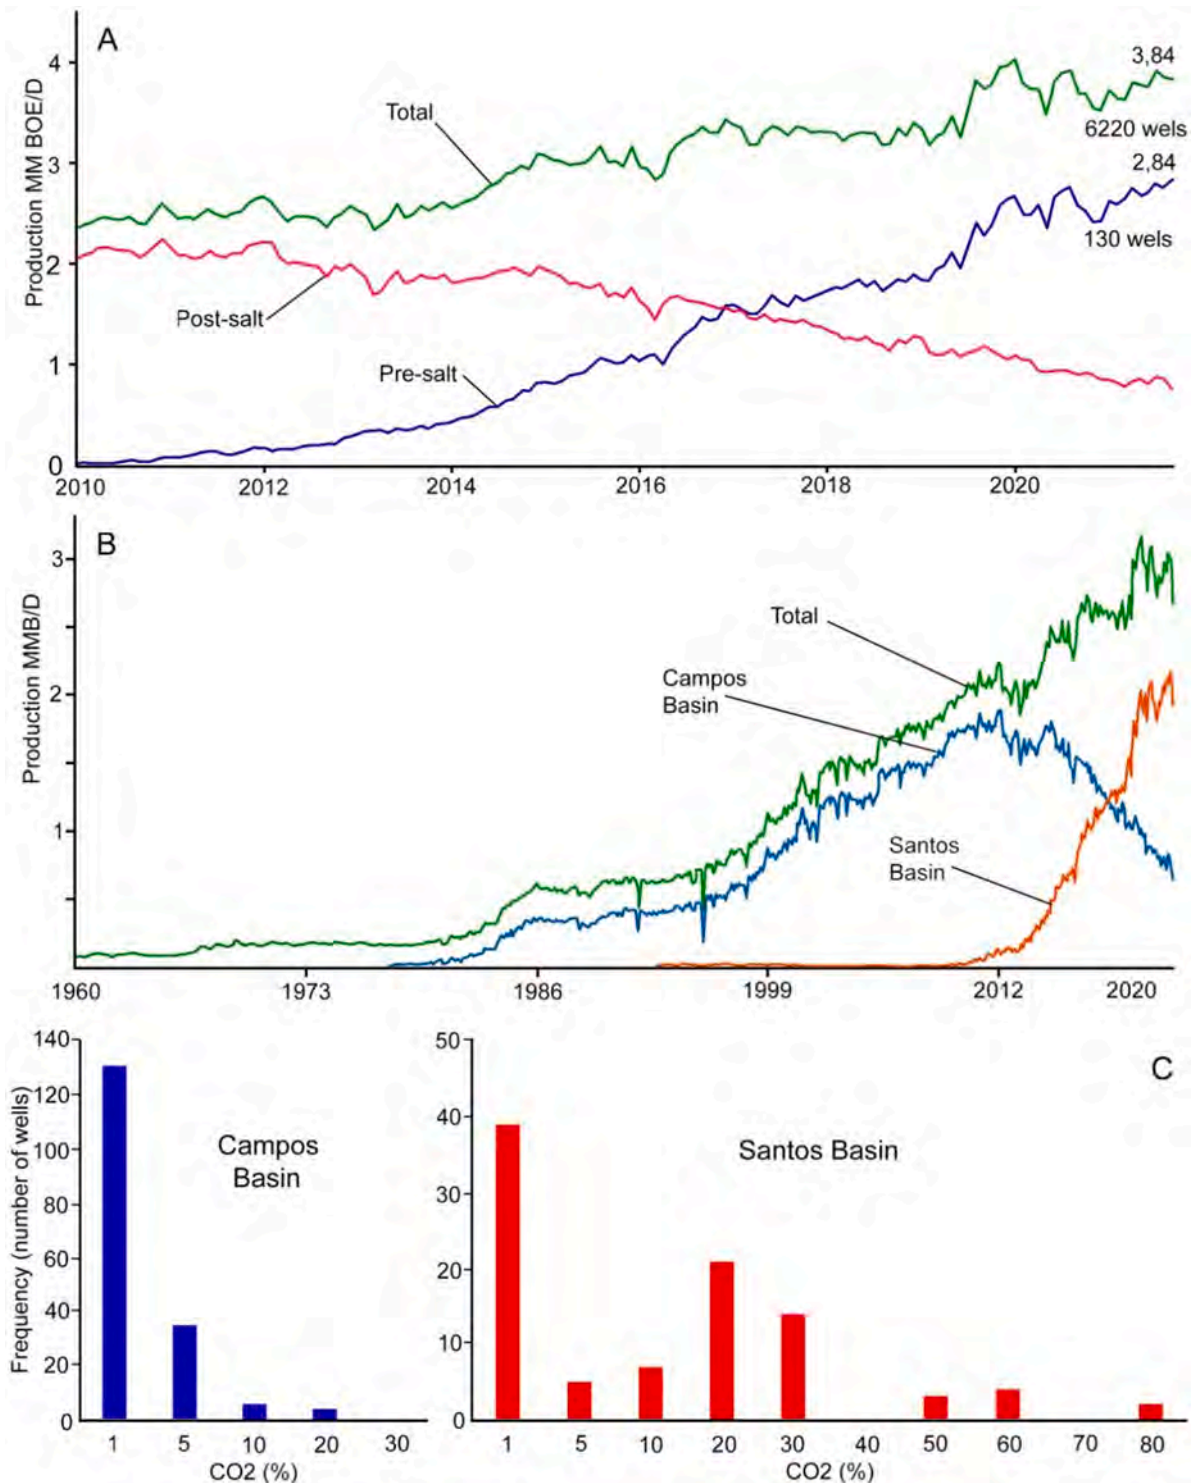 A
Production MM BOE/D
4
3
2
1
0
Total
Post-salt
Pre-salt
3,84
6220 wels
2,84
130 wels
2010 2012 2014 2016 2018 2020
B
Production MMB/D
3
2
1
Total
Campos
Basin
Santos
Basin
1960 1973 1986 1999 2012 2020
Frequency (number of wells)
140
120
100
80
60
40
20
0
Campos
Basin
1 5 10 20 30
CO2 (%)
C
50
40
30
20
10
0
Santos Basin
1 5 10 20 30 40 50 60 70 80
CO2 (%)